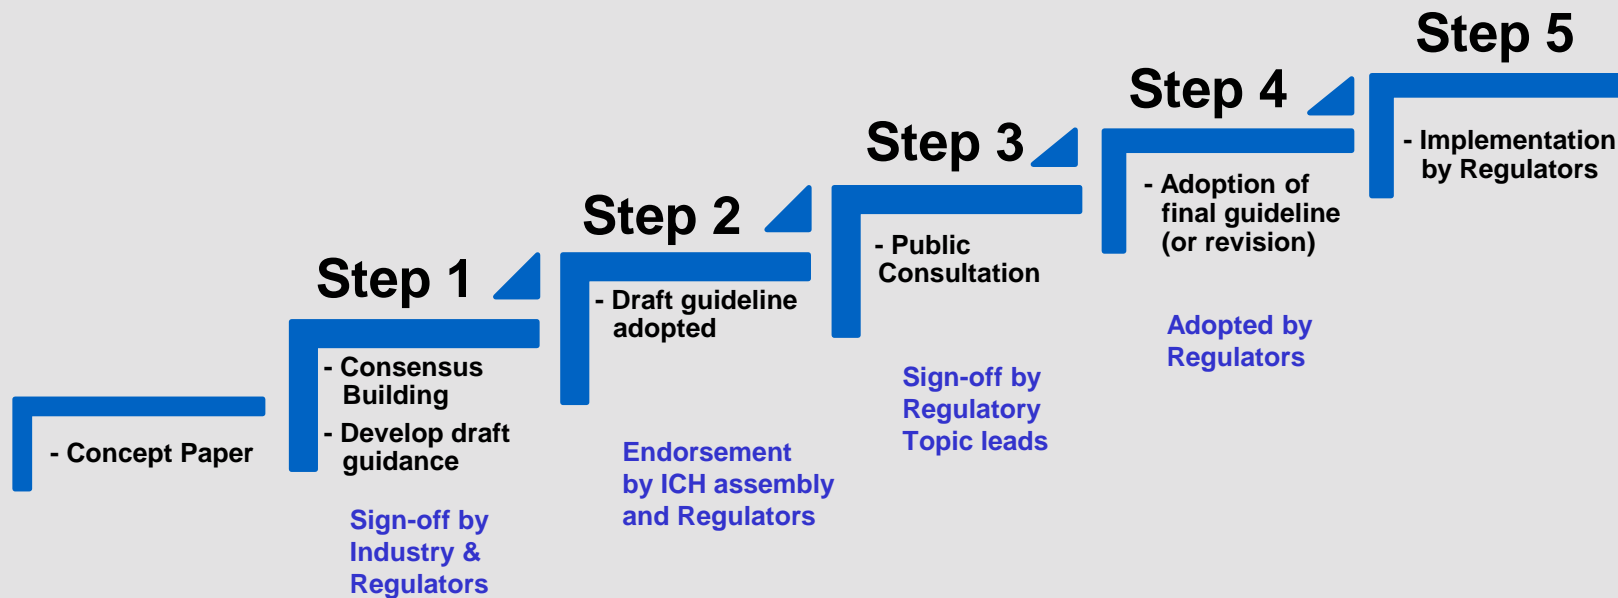 - Concept Paper
Step 1
- Consensus
Building
- Develop draft
guidance
Sign-off by
Industry &
Regulators
Step 2
- Draft guideline
adopted
Endorsement
by ICH assembly
and Regulators
Step 3
- Public
Consultation
Sign-off by
Regulatory
Topic leads
Step 4
- Adoption of
final guideline
(or revision)
Adopted by
Regulators
Step 5
- Implementation
by Regulators